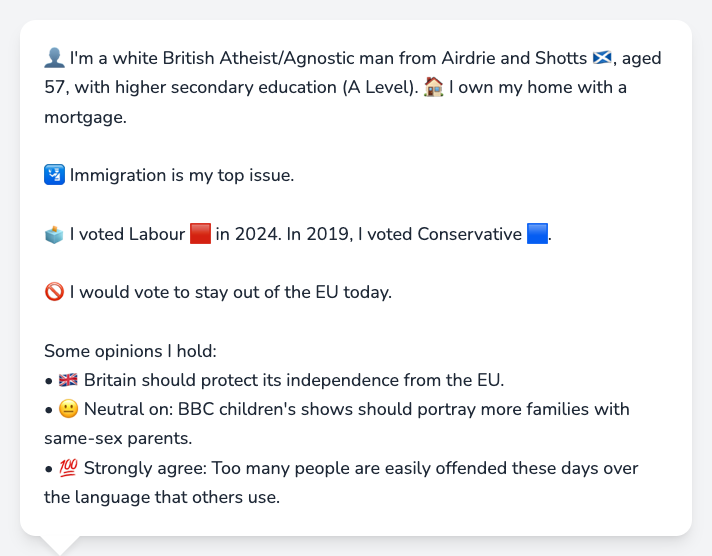 👤 I'm a white British Atheist/Agnostic man from Airdrie and Shotts 🏴󠁧󠁢󠁳󠁣󠁴󠁿, aged
57, with higher secondary education (A Level). 🏠 I own my home with a
mortgage.
🛂 Immigration is my top issue.
🗳️ I voted Labour 🟥 in 2024. In 2019, I voted Conservative 🟦.
🚫 I would vote to stay out of the EU today.
Some opinions I hold:
• 🇬🇧 Britain should protect its independence from the EU.
• 😐 Neutral on: BBC children's shows should portray more families with
same-sex parents.
• 💯 Strongly agree: Too many people are easily offended these days over
the language that others use.